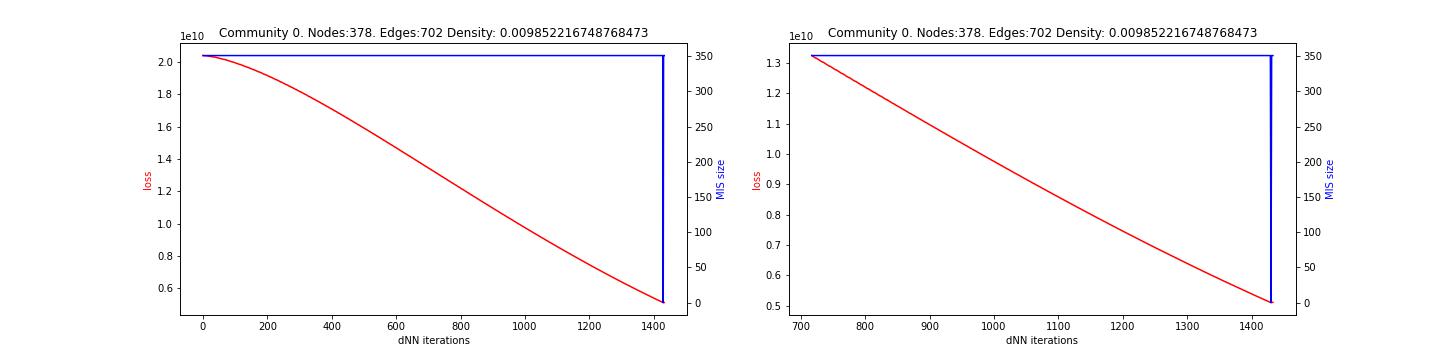 Community 0. Nodes:378. Edges:702 Density: 0.009852216748768473
1e10
2.0
1.8
1.6
1.4
1.2
1.0
0.8
0.6
loss
350
300
250
200
150
100
50
0
MIS size
0 200 400 600 800 1000 1200 1400
dNN iterations
Community 0. Nodes:378. Edges:702 Density: 0.009852216748768473
1e10
1.3
1.2
1.1
1.0
0.9
0.8
0.7
0.6
0.5
loss
350
300
250
200
150
100
50
0
MIS size
700 800 900 1000 1100 1200 1300 1400
dNN iterations